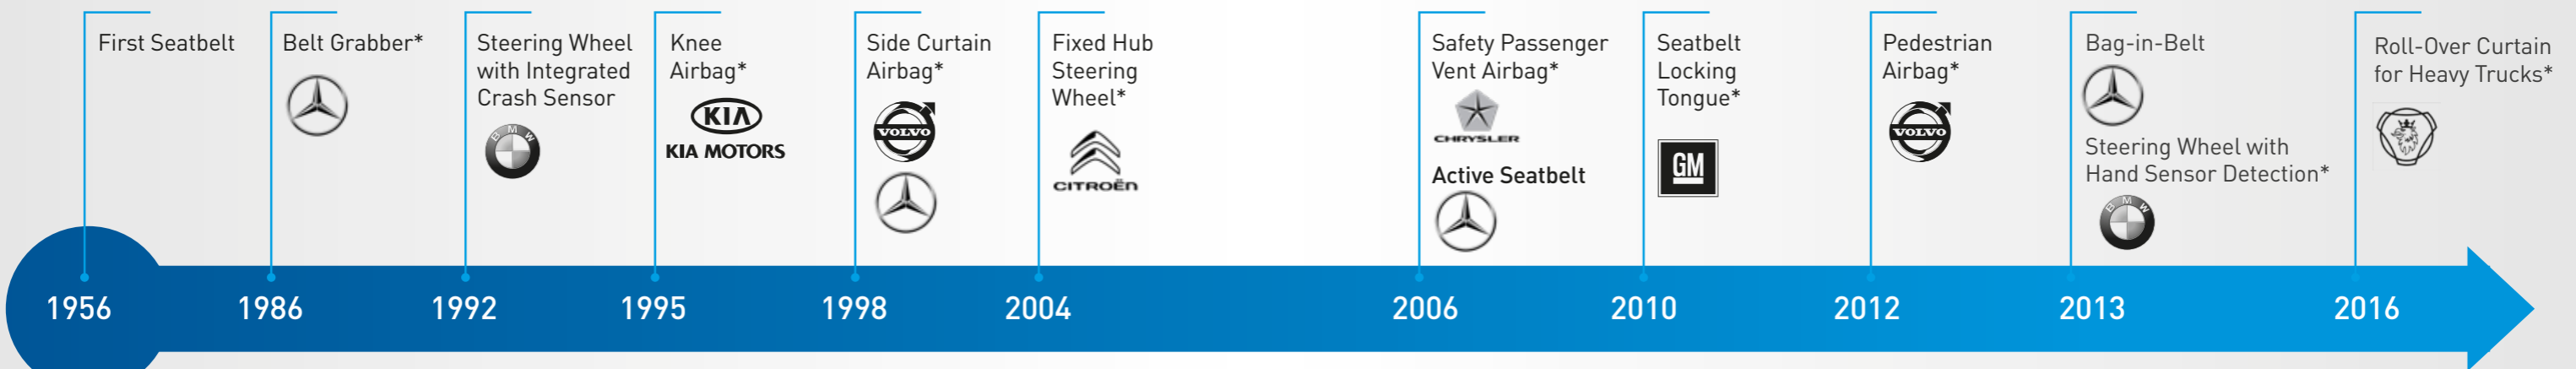 First Seatbelt
Belt Grabber*
Steering Wheel
with Integrated
Crash Sensor
BMW
Knee
Airbag*
KIA
KIA MOTORS
Side Curtain
Airbag*
VOLVO
Fixed Hub
Steering
Wheel*
CITROËN
Safety Passenger
Vent Airbag*
CHRYSLER
Active Seatbelt
Seatbelt
Locking
Tongue*
GM
Pedestrian
Airbag*
VOLVO
Bag-in-Belt
Steering Wheel with
Hand Sensor Detection*
BMW
Roll-Over Curtain
for Heavy Trucks*
1956
1986
1992
1995
1998
2004
2006
2010
2012
2013
2016